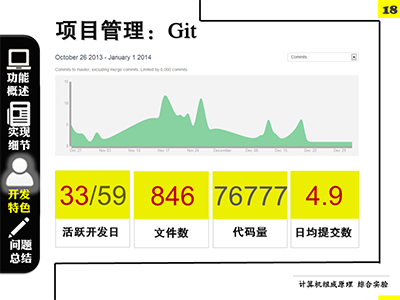 18
项目管理：Git
October 26 2013 - January 1 2014
Commits
Commits to master, excluding merge commits. Limited by 6,000 commits.
15
10
5
Oct 27
Nov 03
Nov 10
Nov 17
Nov 24
December
Dec 08
Dec 15
Dec 22
Dec 29
功能
概述
实现
细节
开发
特色
问题
总结
33/59
846
76777
4.9
活跃开发日
文件数
代码量
日均提交数
计算机组成原理 综合实验